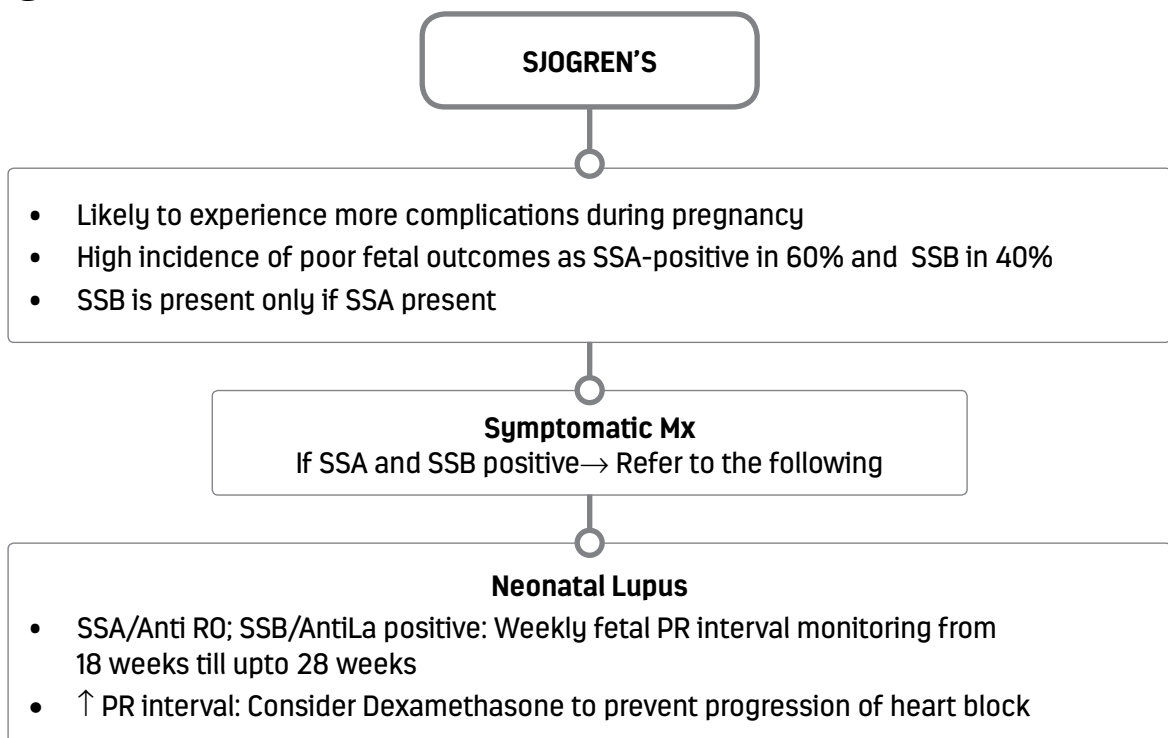 SJOGREN’S
• Likely to experience more complications during pregnancy
• High incidence of poor fetal outcomes as SSA-positive in 60% and SSB in 40%
• SSB is present only if SSA present
Symptomatic Mx
If SSA and SSB positive→ Refer to the following
Neonatal Lupus
• SSA/Anti RO; SSB/AntiLa positive: Weekly fetal PR interval monitoring from
18 weeks till upto 28 weeks
• ↑ PR interval: Consider Dexamethasone to prevent progression of heart block